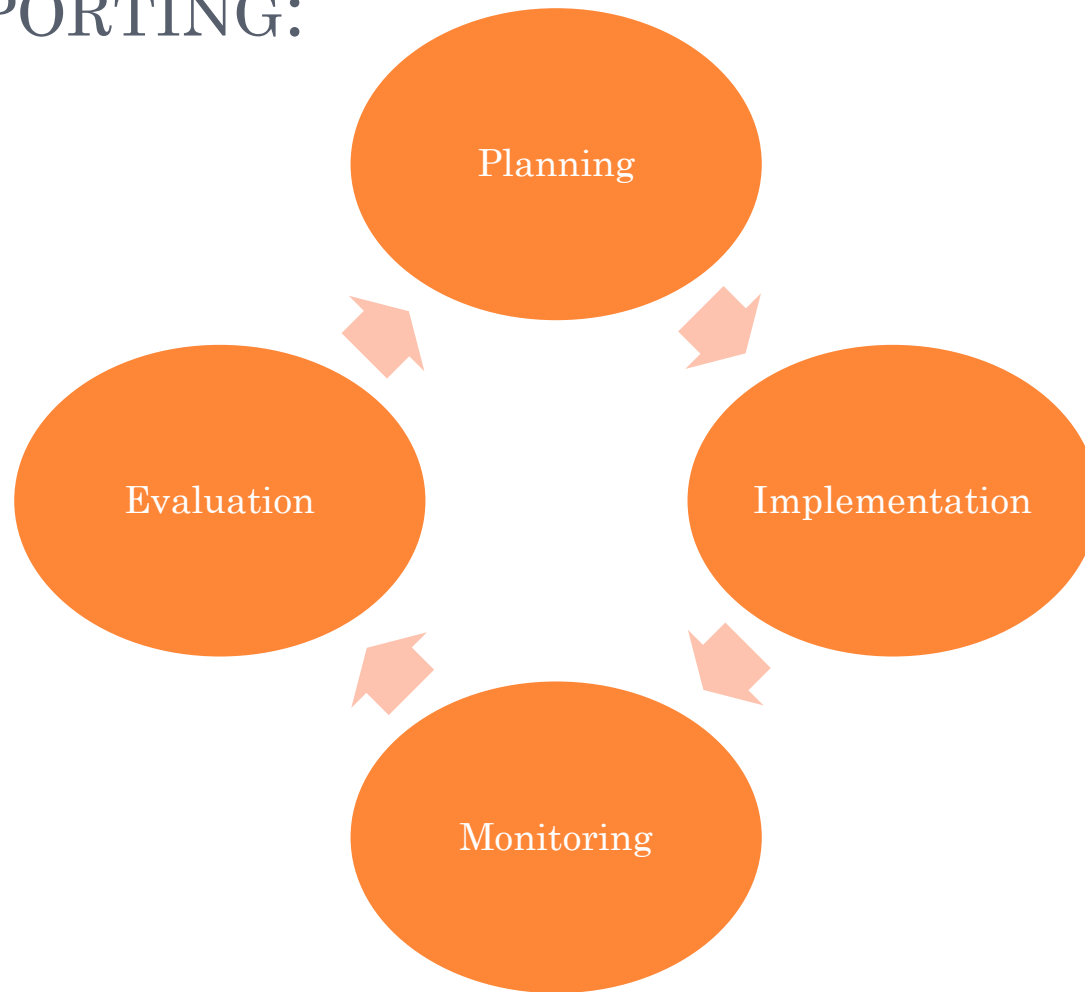 PORTING:
Planning
Evaluation
Implementation
Monitoring